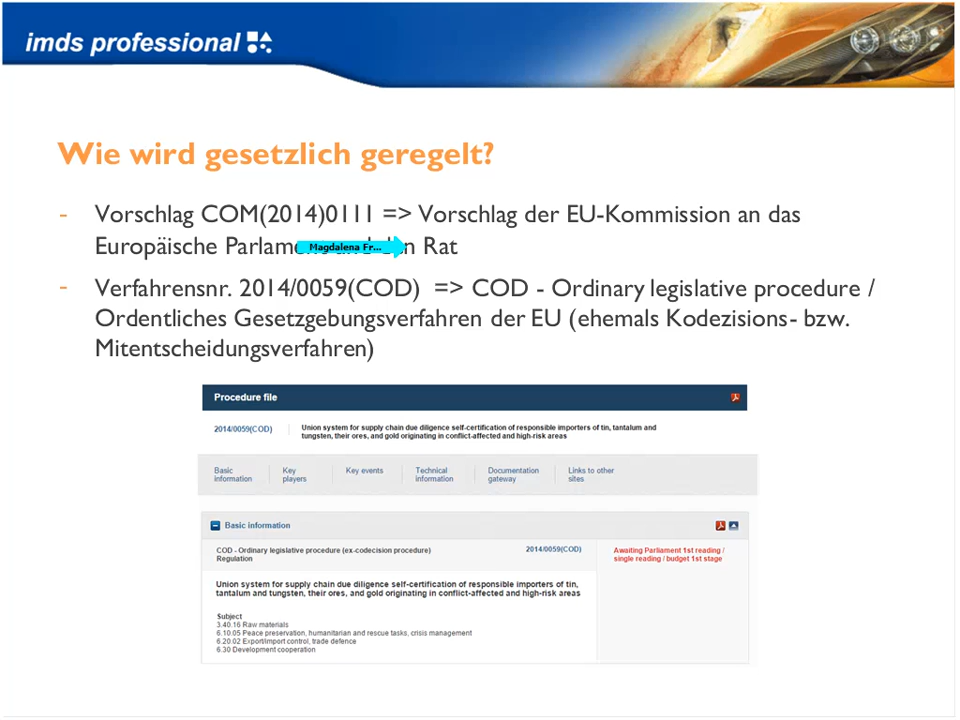 imds professional
Wie wird gesetzlich geregelt?
- Vorschlag COM(2014)0111 => Vorschlag der EU-Kommission an das
Europäische Parlament Rat
Magdalena Fr...
- Verfahrensnr. 2014/0059(COD) => COD - Ordinary legislative procedure /
Ordentliches Gesetzgebungsverfahren der EU (ehemals Kodezisions- bzw.
Mitentscheidungsverfahren)
Procedure file
2014/0059(COD)
Union system for supply chain due diligence self-certification of responsible importers of tin, tantalum and
tungsten, their ores, and gold originating in conflict-affected and high-risk areas
Basic
information
Key
players
Key events
Technical
information
Documentation
gateway
Links to other
sites
Basic information
COD - Ordinary legislative procedure (ex-codecision procedure)
Regulation
2014/0059(COD)
Awaiting Parliament 1st reading /
single reading / budget 1st stage
Union system for supply chain due diligence self-certification of responsible importers of tin,
tantalum and tungsten, their ores, and gold originating in conflict-affected and high-risk areas
Subject
3.40.16 Raw materials
6.10.05 Peace preservation, humanitarian and rescue tasks, crisis management
6.20.02 Export/import control, trade defence
6.30 Development cooperation